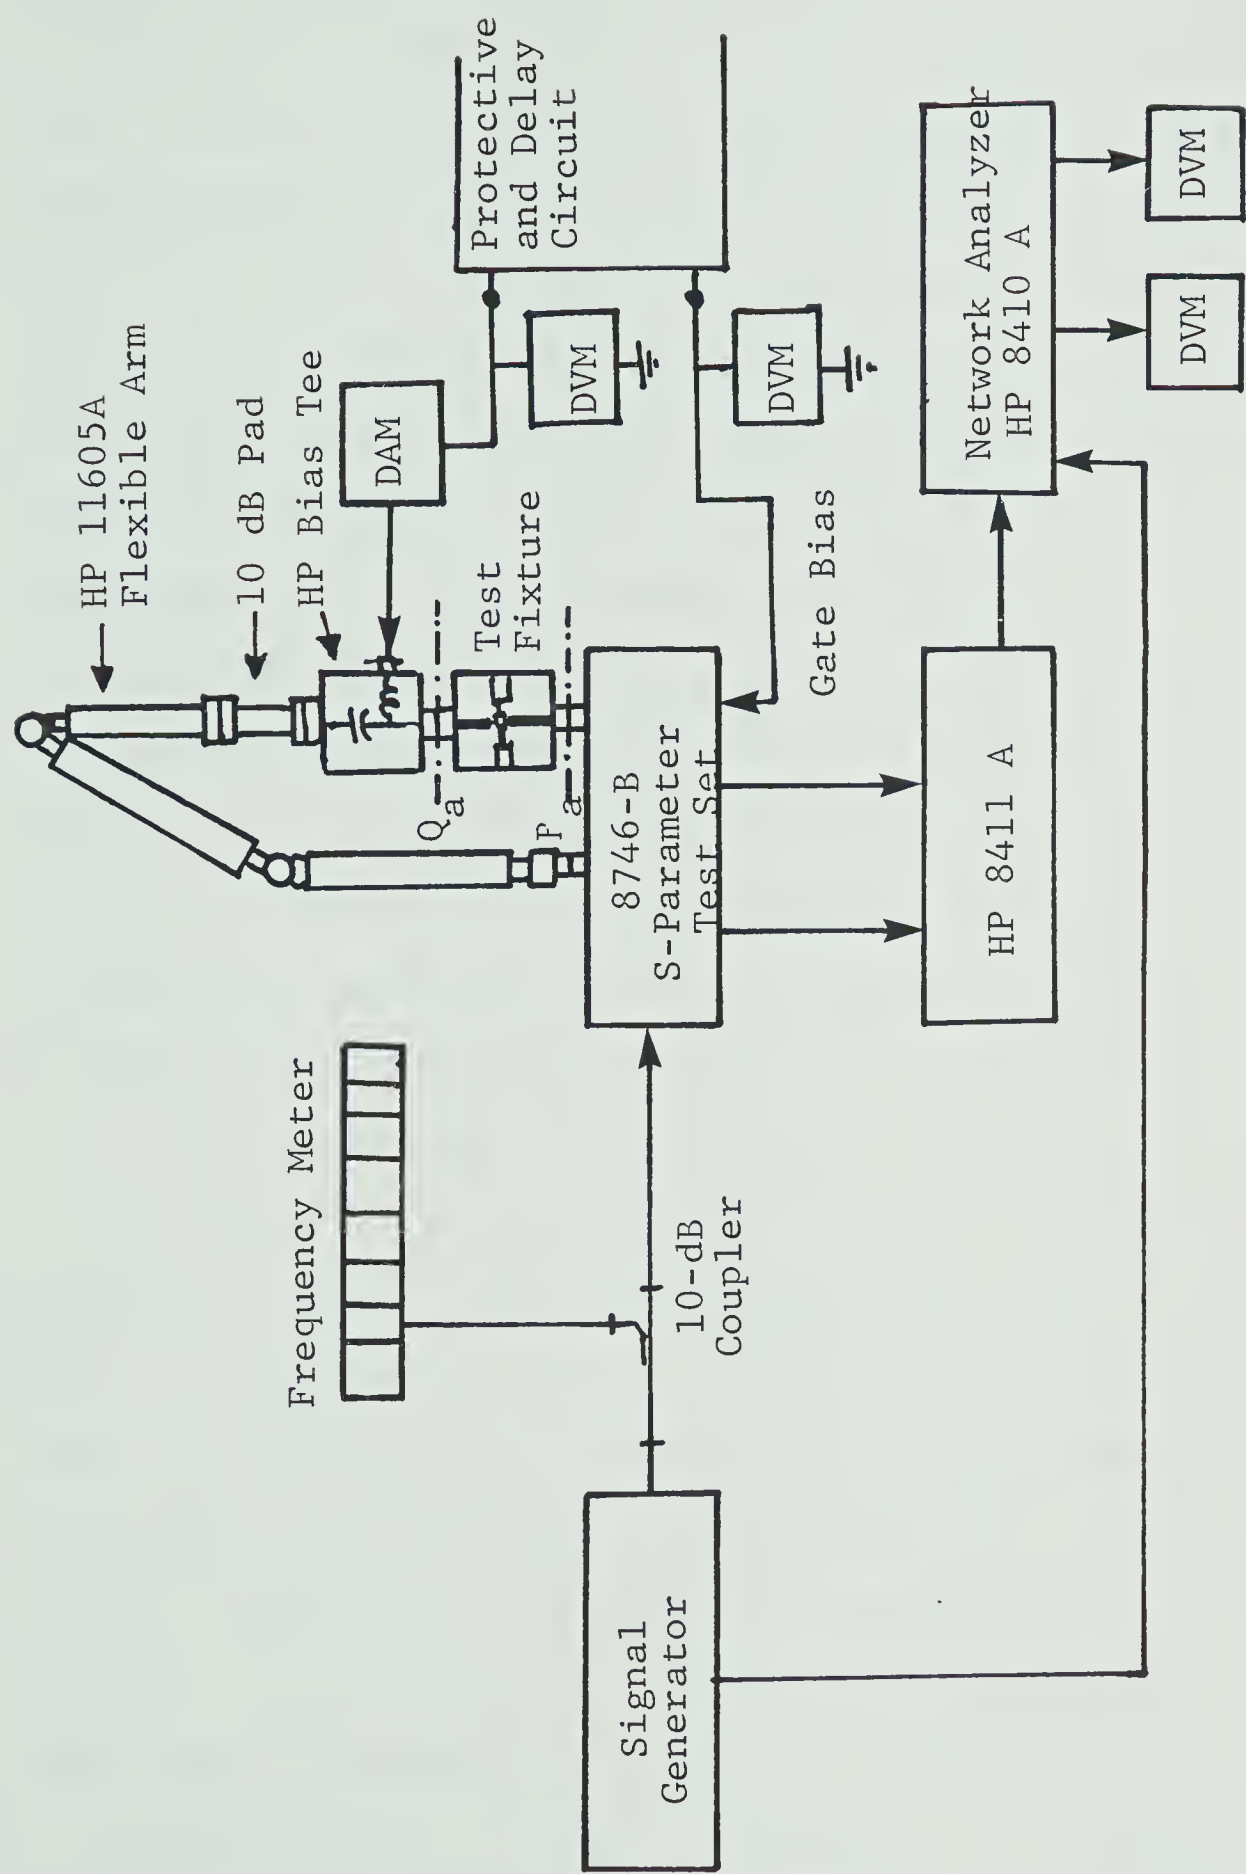 HP 11605A
Flexible Arm
10 dB Pad
HP Bias Tee
DAM
Protective
and Delay
Circuit
DVM
DVM
Test
Fixture
Qa
Pa
Gate Bias
Frequency Meter
8746-B
S-Parameter
Test Set
10-dB
Coupler
Signal
Generator
HP 8411 A
Network Analyzer
HP 8410 A
DVM
DVM